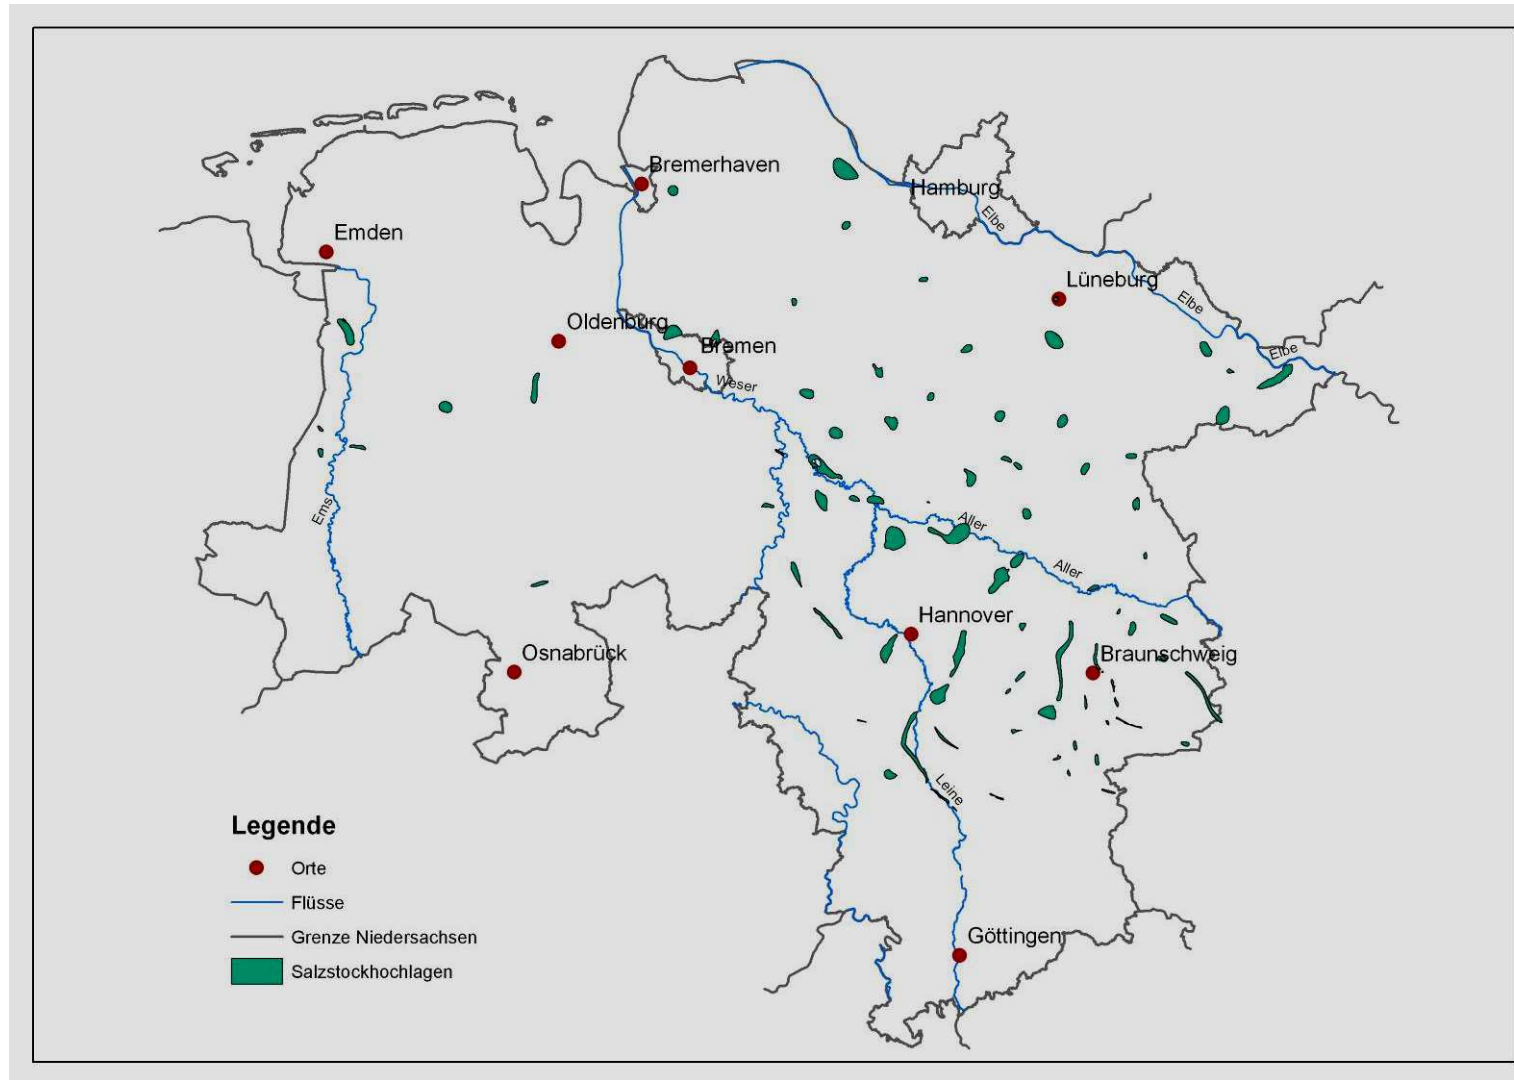 Bremerhaven
Hamburg
Elbe
Emden
Lüneburg
Elbe
Oldenburg
Bremen
Elbe
Weser
Ems
Aller
Aller
Hannover
Osnabrück
Braunschweig
Leine
Göttingen
Legende
Orte
Flüsse
Grenze Niedersachsen
Salzstockhochlagen